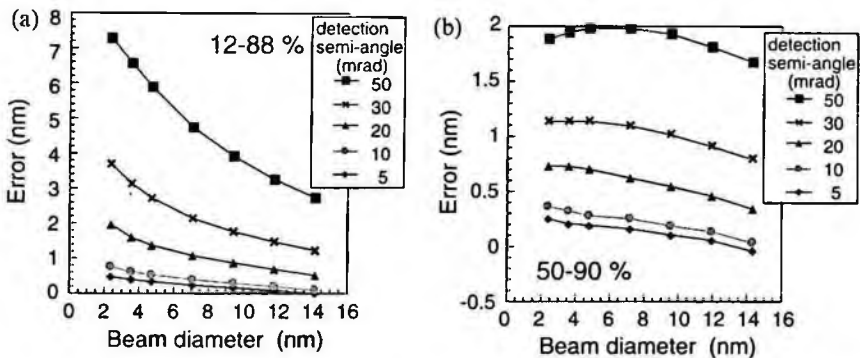 (a)
12-88 %
detection
semi-angle
(mrad)
50
30
20
10
5
8
7
6
5
4
3
2
1
0
Error (nm)
0 2 4 6 8 10 12 14 16
Beam diameter (nm)
(b)
50-90 %
detection
semi-angle
(mrad)
50
30
20
10
5
2
1.5
1
0.5
0
-0.5
Error (nm)
0 2 4 6 8 10 12 14 16
Beam diameter (nm)